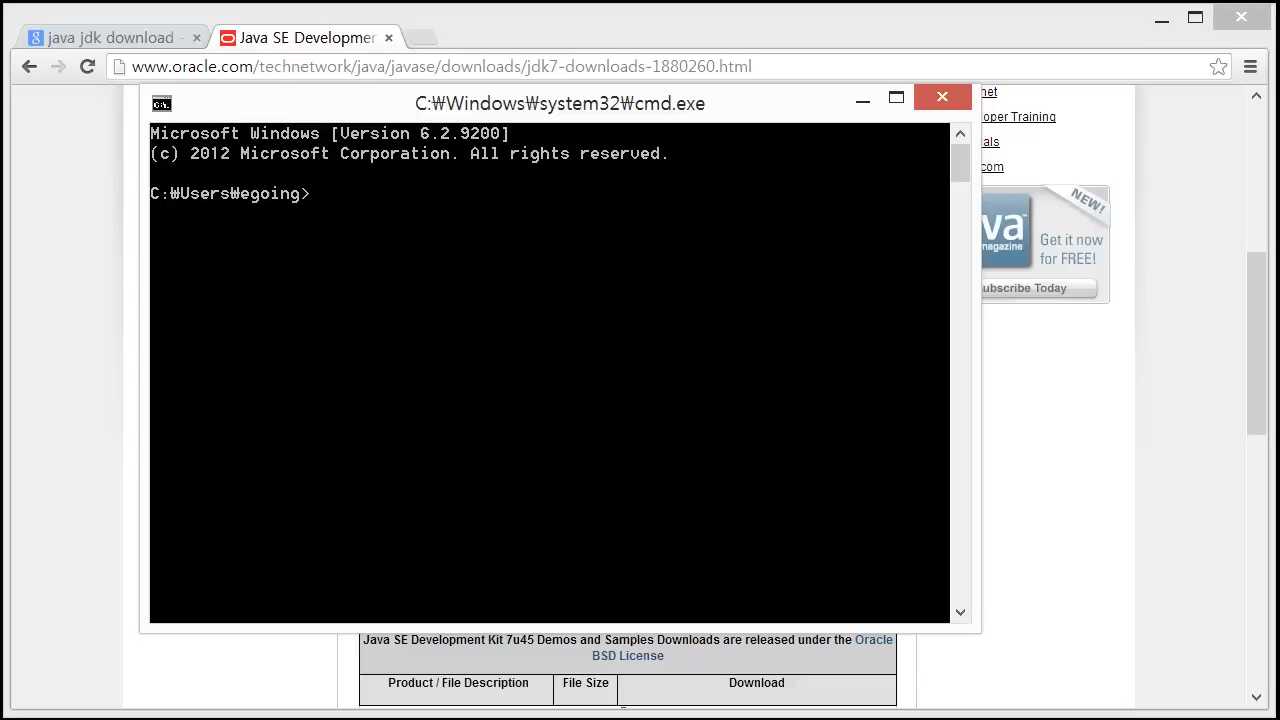 java jdk download -
Java SE Developmer
www.oracle.com/technetwork/java/javase/downloads/jdk7-downloads-1880260.html
C:\
C:₩Windows₩system32₩cmd.exe
Microsoft Windows [Version 6.2.9200]
(c) 2012 Microsoft Corporation. All rights reserved.
C:₩Users₩egoing>
net
oper Training
als
com
NEW!
va
magazine
Get it now
for FREE!
ubscribe Today
Java SE Development Kit 7u45 Demos and Samples Downloads are released under the Oracle
BSD License
Product / File Description
File Size
Download